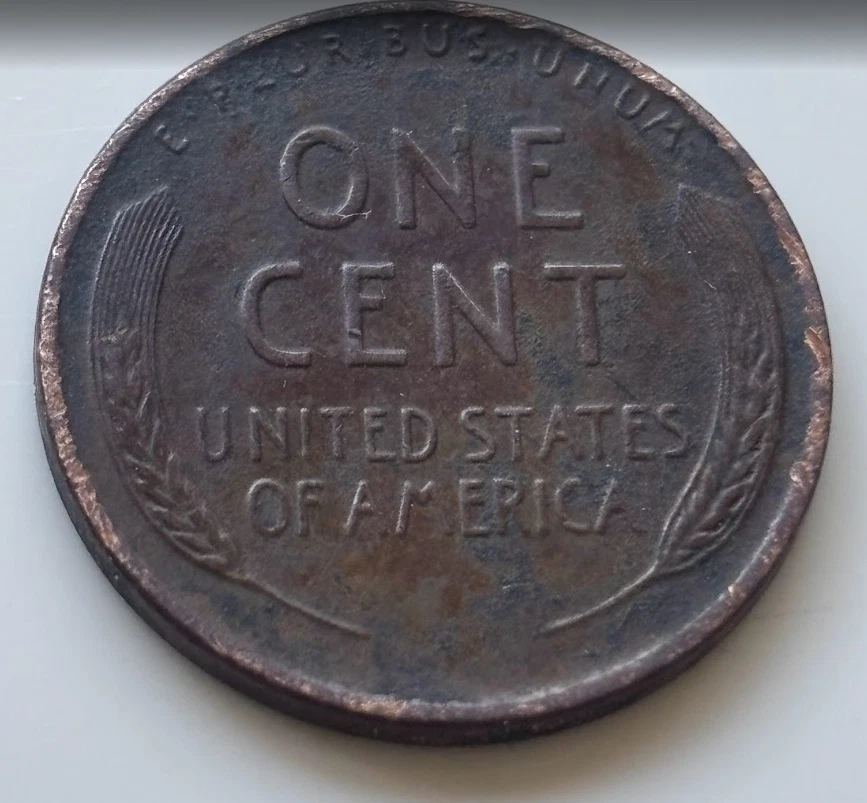 E · PLURIBUS · UNUM
ONE
CENT
UNITED STATES
OF AMERICA